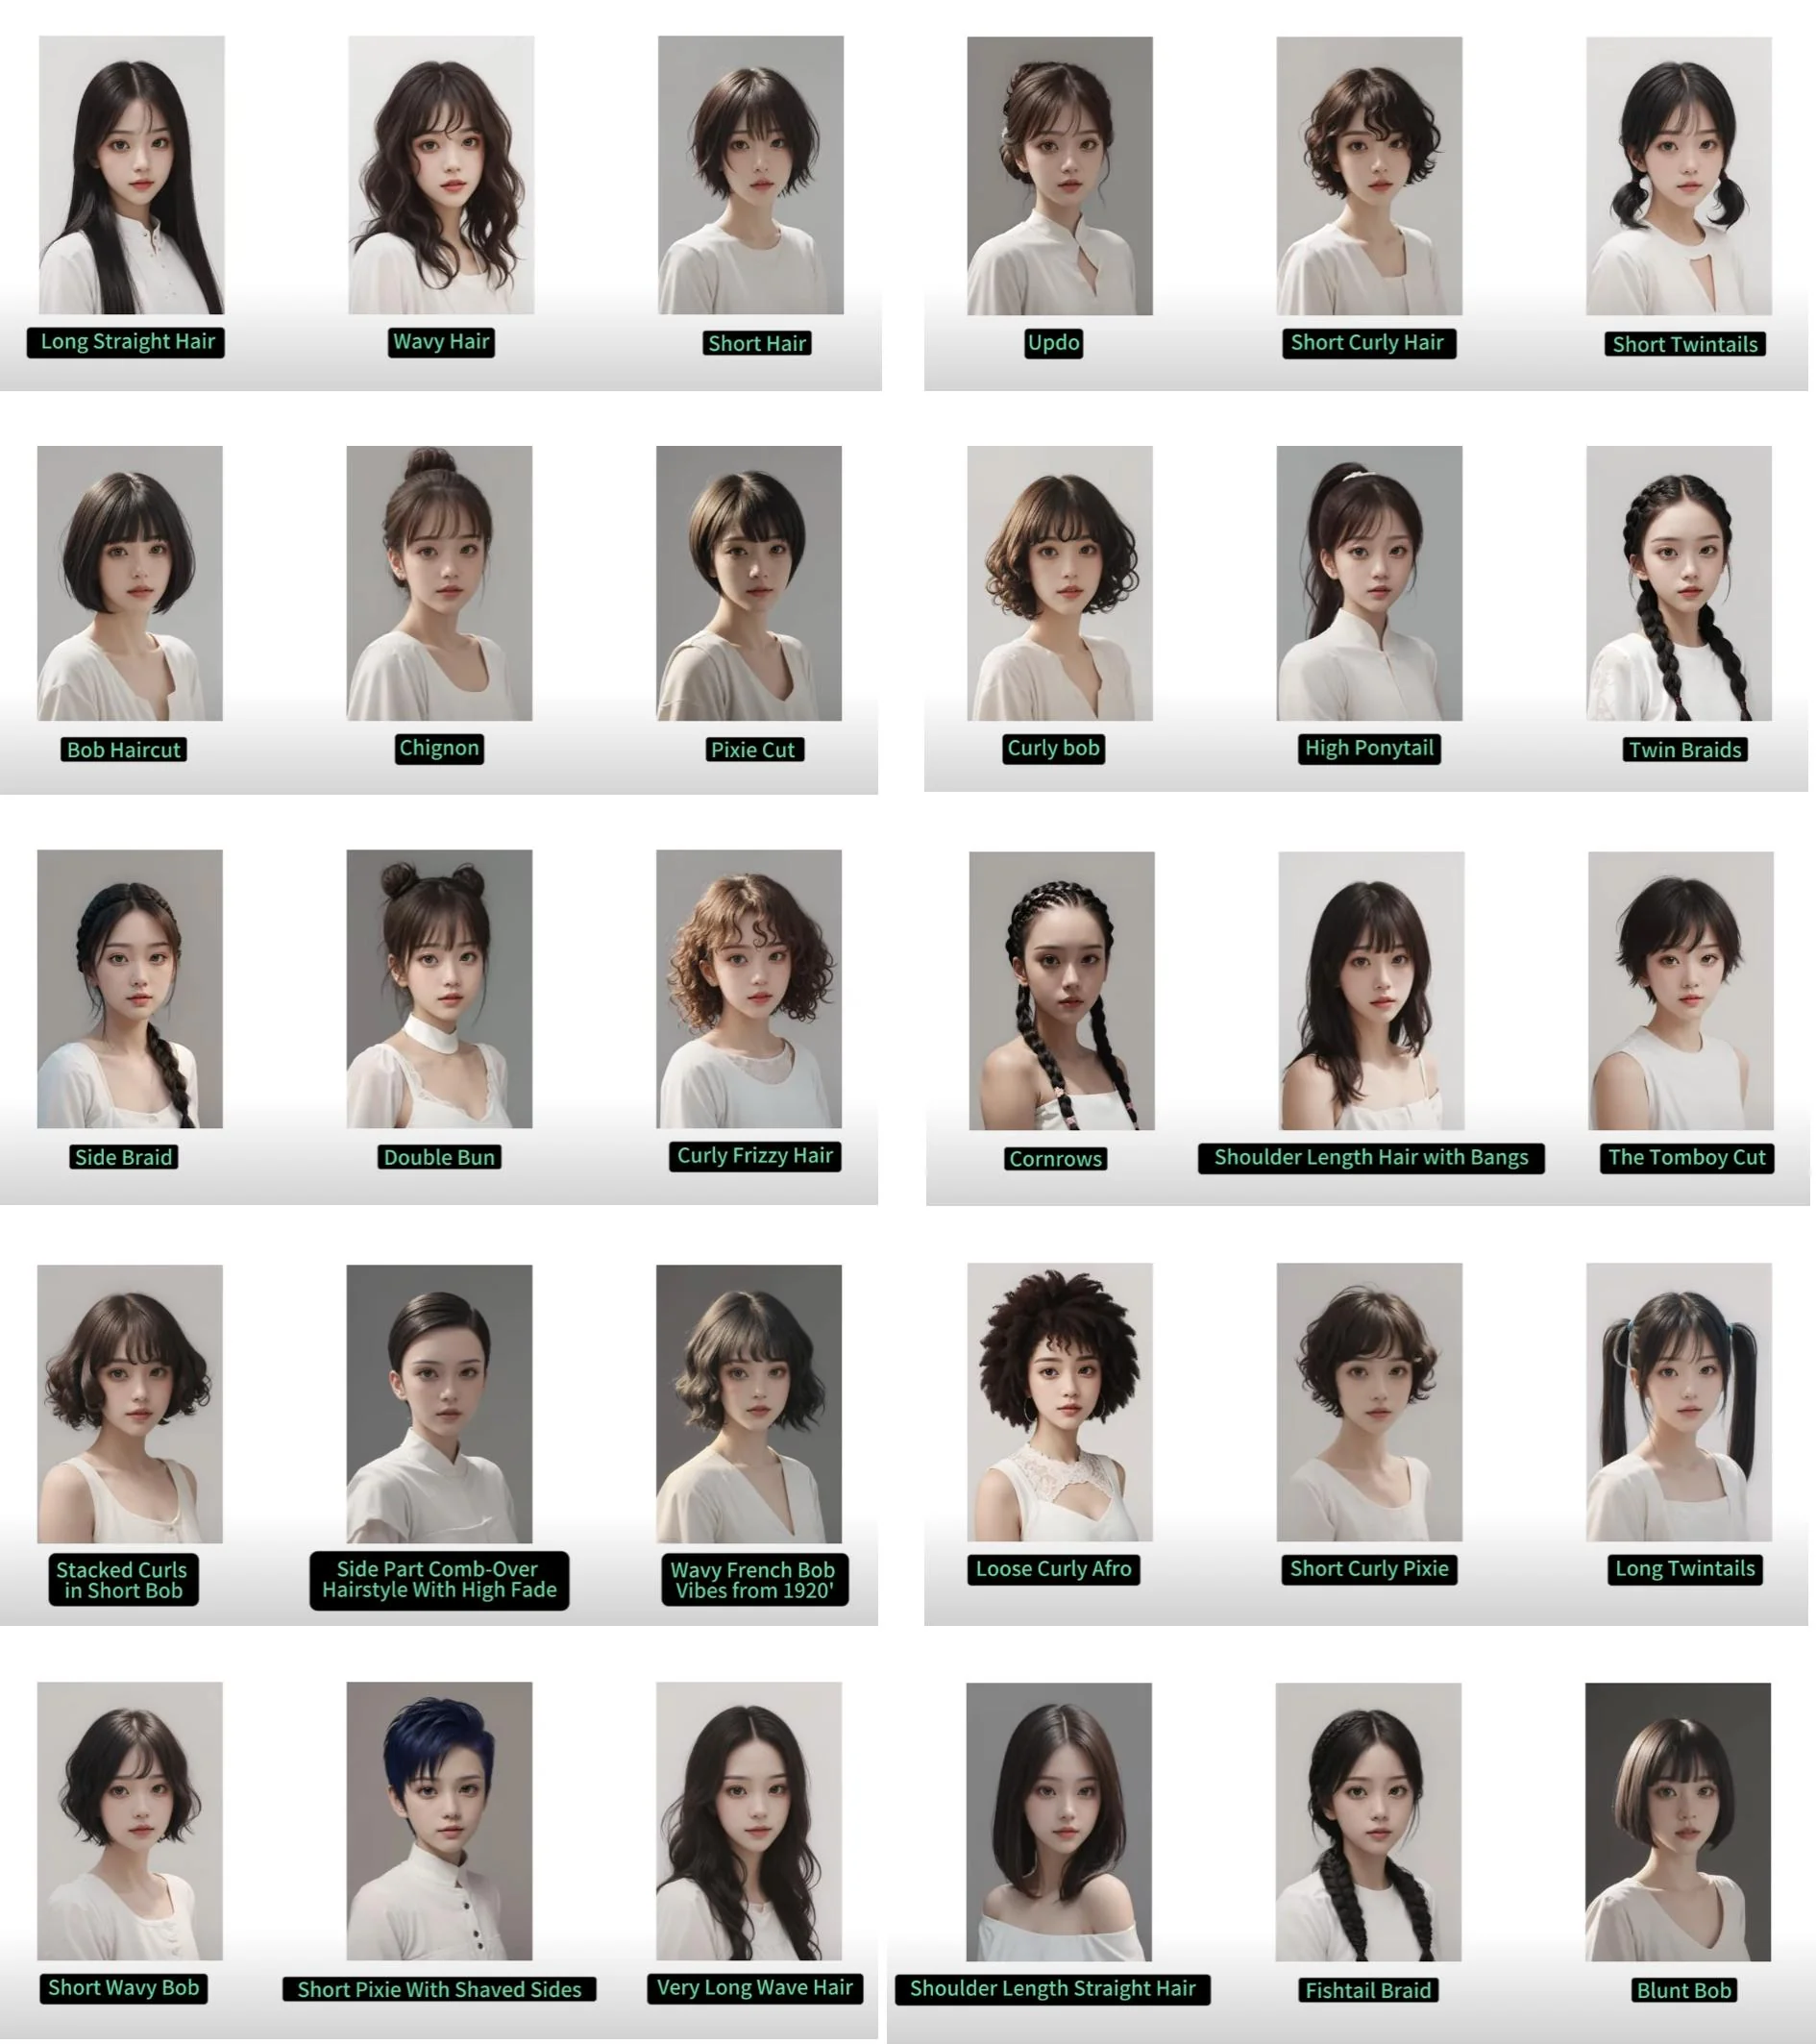 Long Straight Hair
Wavy Hair
Short Hair
Updo
Short Curly Hair
Short Twintails
Bob Haircut
Chignon
Pixie Cut
Curly bob
High Ponytail
Twin Braids
Side Braid
Double Bun
Curly Frizzy Hair
Cornrows
Shoulder Length Hair with Bangs
The Tomboy Cut
Stacked Curls
in Short Bob
Side Part Comb-Over
Hairstyle With High Fade
Wavy French Bob
Vibes from 1920'
Loose Curly Afro
Short Curly Pixie
Long Twintails
Short Wavy Bob
Short Pixie With Shaved Sides
Very Long Wave Hair
Shoulder Length Straight Hair
Fishtail Braid
Blunt Bob